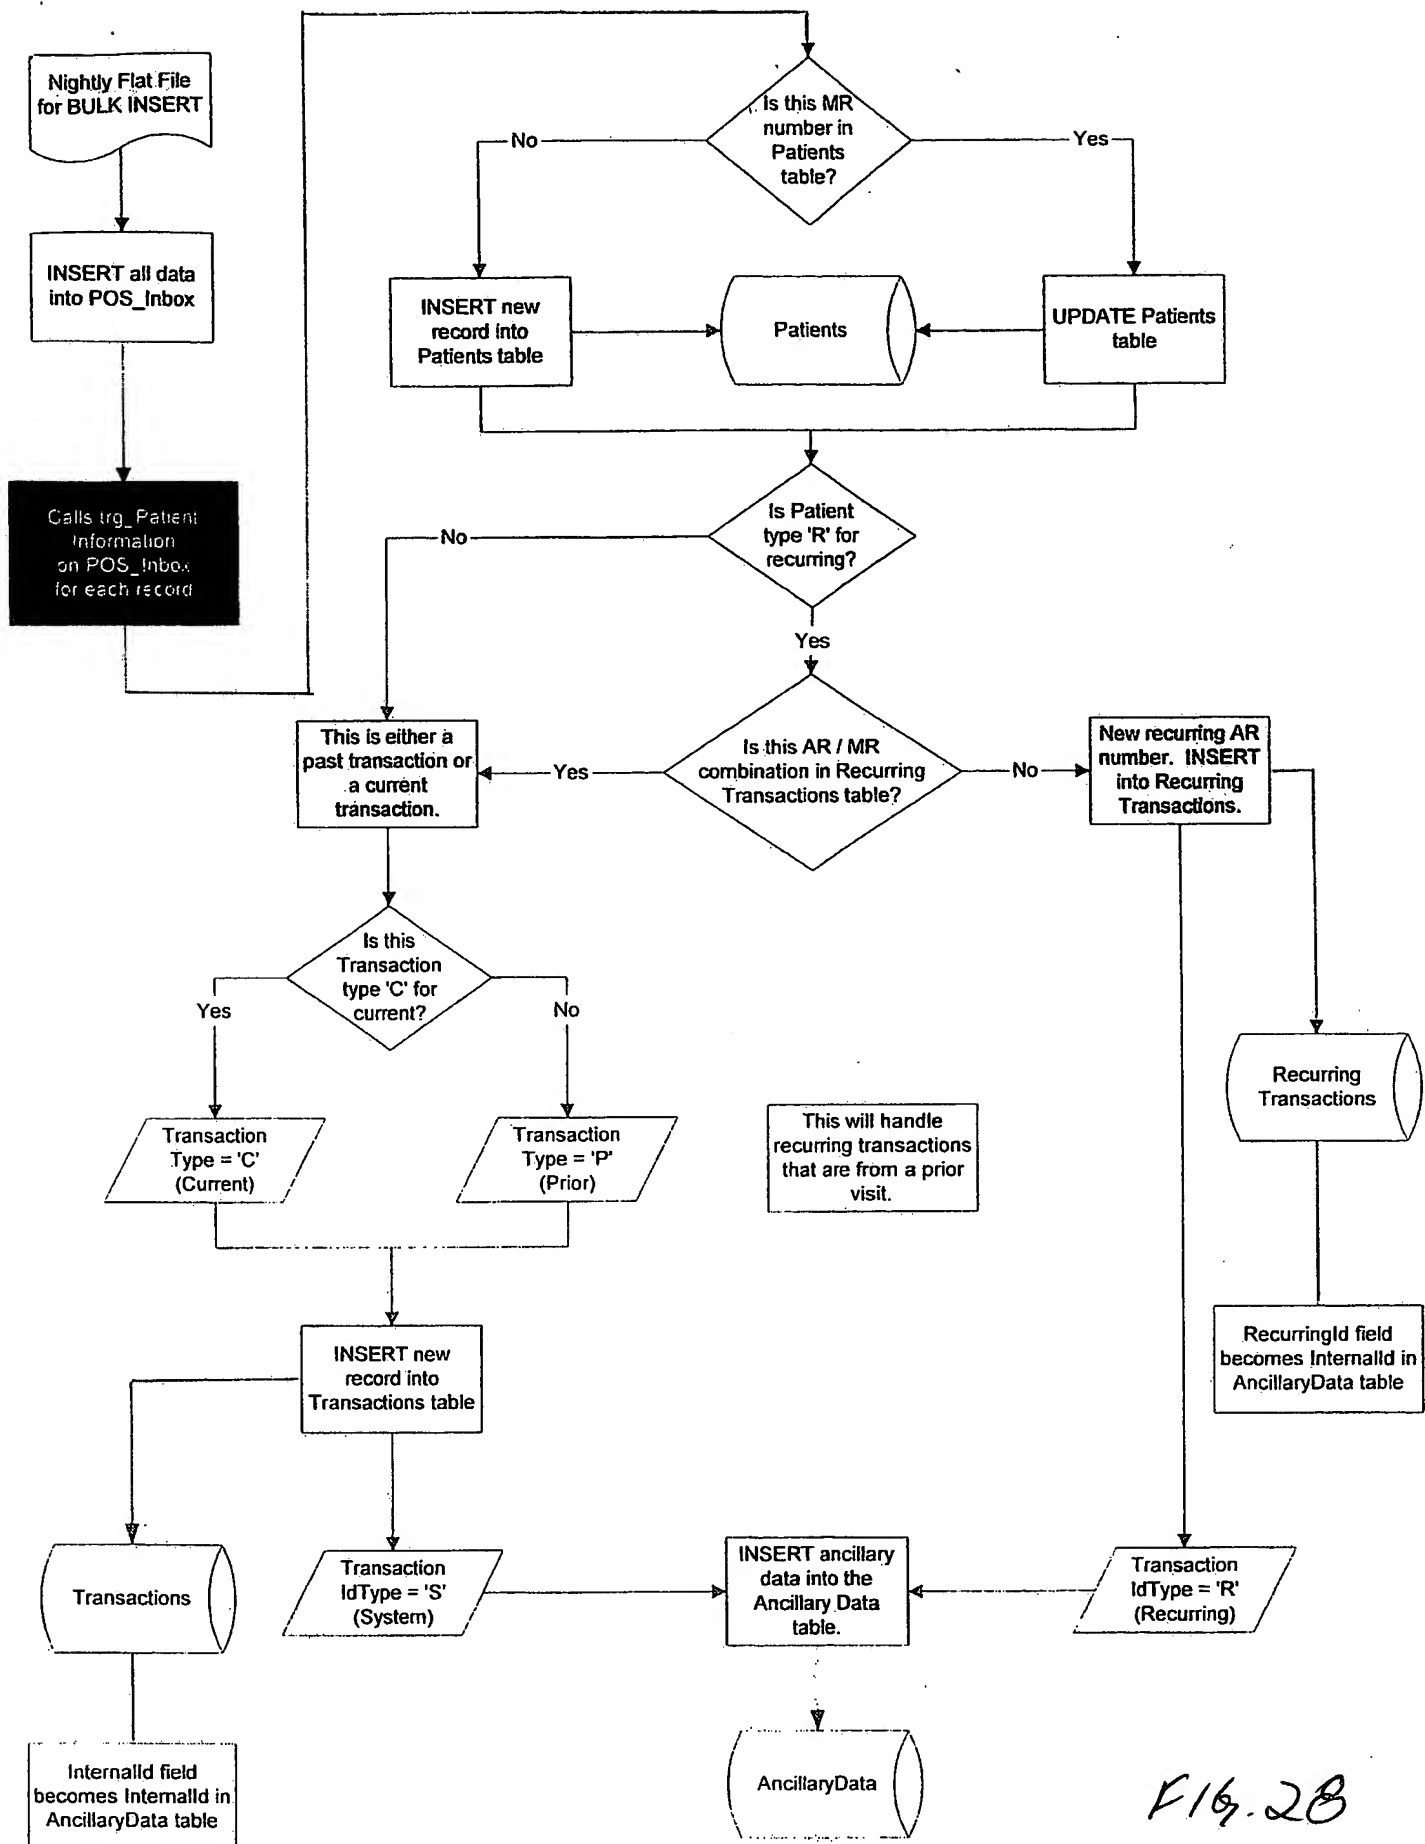 Nightly Flat File
for BULK INSERT
INSERT all data
into POS_Inbox
Calls trg_Patient
Information
on POS_Inbox
for each record
Is this MR
number in
Patients
table?
No
Yes
INSERT new
record into
Patients table
Patients
UPDATE Patients
table
Is Patient
type 'R' for
recurring?
No
Yes
This is either a
past transaction or
a current
transaction.
Yes
Is this AR / MR
combination in Recurring
Transactions table?
No
New recurring AR
number. INSERT
into Recurring
Transactions.
Is this
Transaction
type 'C' for
current?
Yes
No
Recurring
Transactions
Transaction
Type = 'C'
(Current)
Transaction
Type = 'P'
(Prior)
This will handle
recurring transactions
that are from a prior
visit.
INSERT new
record into
Transactions table
RecurringId field
becomes InternalId in
AncillaryData table
Transactions
Transaction
IdType = 'S'
(System)
INSERT ancillary
data into the
Ancillary Data
table.
Transaction
IdType = 'R'
(Recurring)
InternalId field
becomes InternalId in
AncillaryData table
AncillaryData
FIG. 28